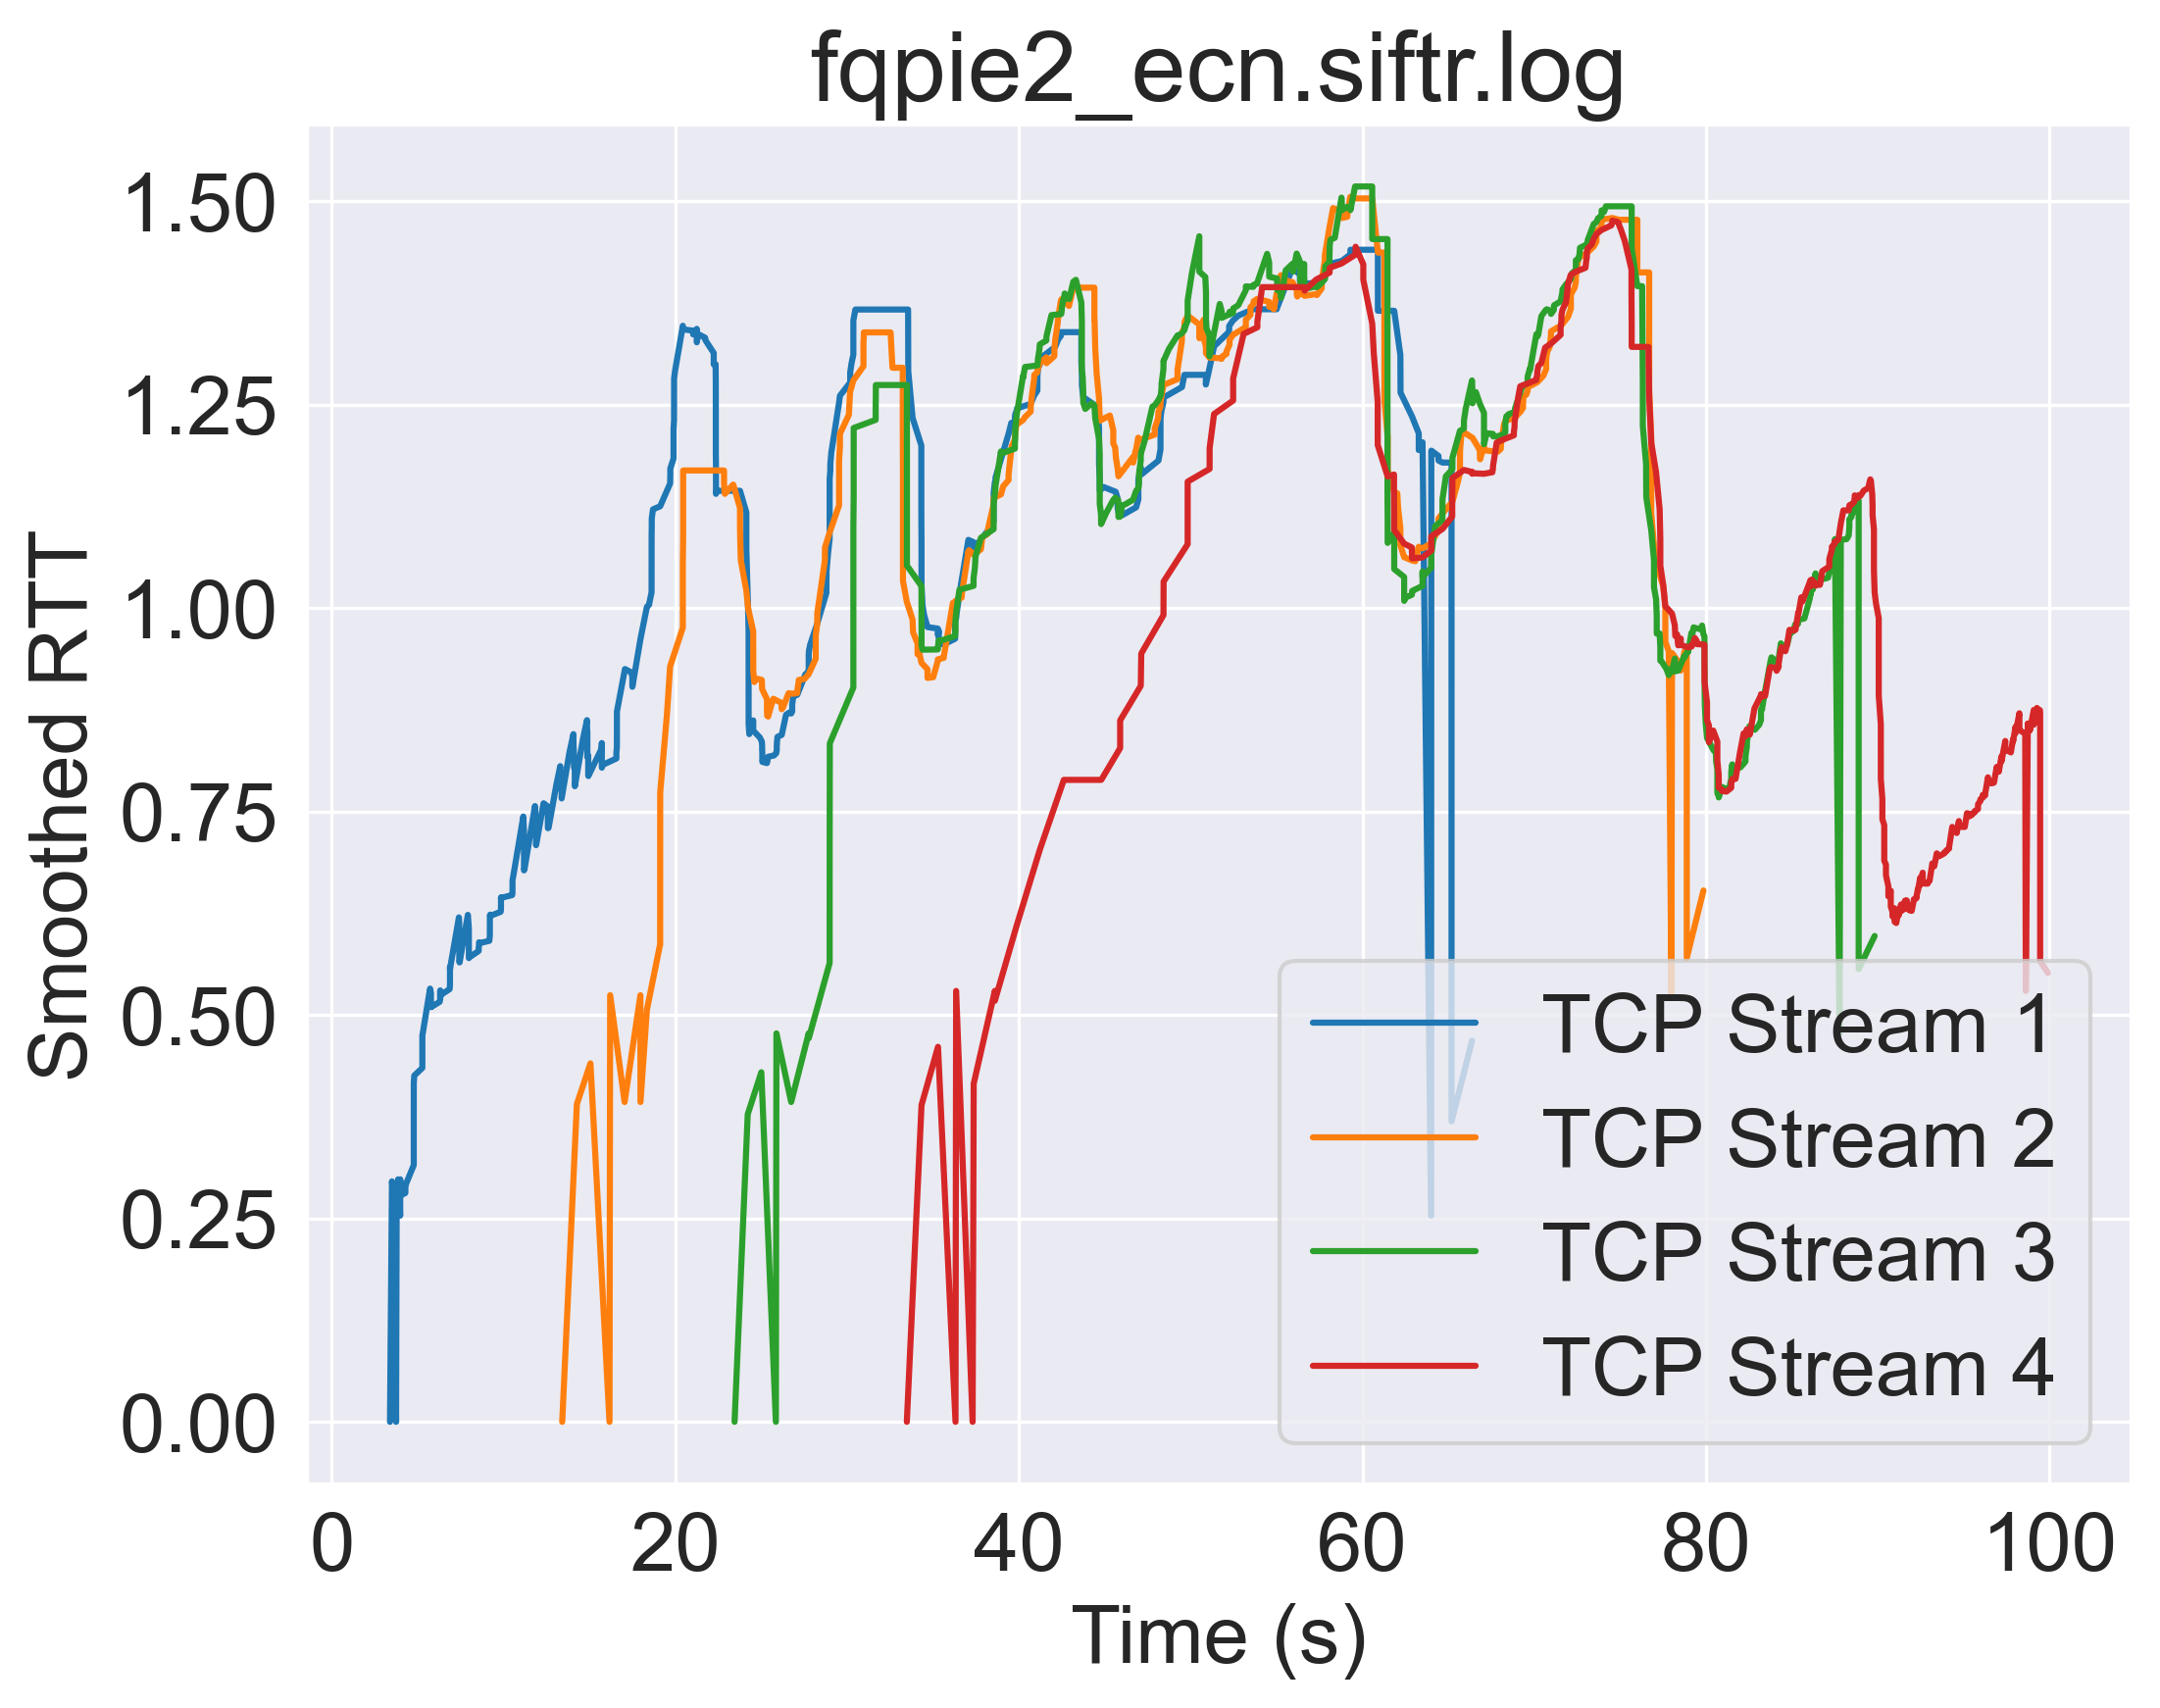 fqpie2_ecn.siftr.log
1.50
1.25
1.00
0.75
0.50
0.25
0.00
Smoothed RTT
TCP Stream 1
TCP Stream 2
TCP Stream 3
TCP Stream 4
0 20 40 60 80 100
Time (s)